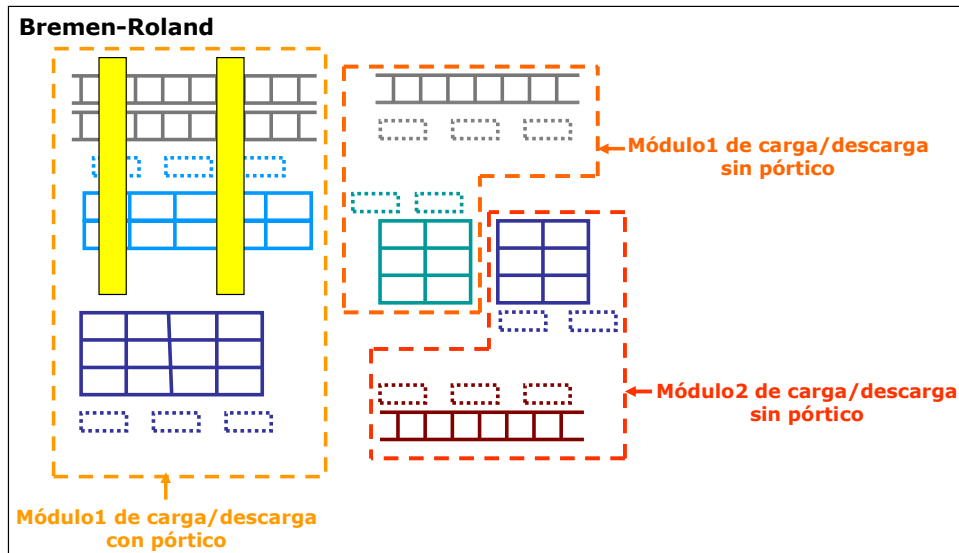 Bremen-Roland
Módulo1 de carga/descarga
sin pórtico
Módulo2 de carga/descarga
sin pórtico
Módulo1 de carga/descarga
con pórtico